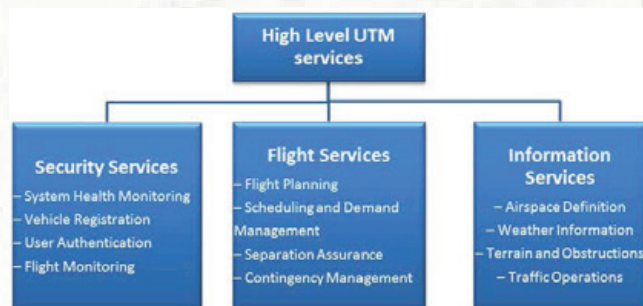 High Level UTM
services
Security Services
– System Health Monitoring
– Vehicle Registration
– User Authentication
– Flight Monitoring
Flight Services
– Flight Planning
– Scheduling and Demand
Management
– Separation Assurance
– Contingency Management
Information
Services
– Airspace Definition
– Weather Information
– Terrain and Obstructions
– Traffic Operations